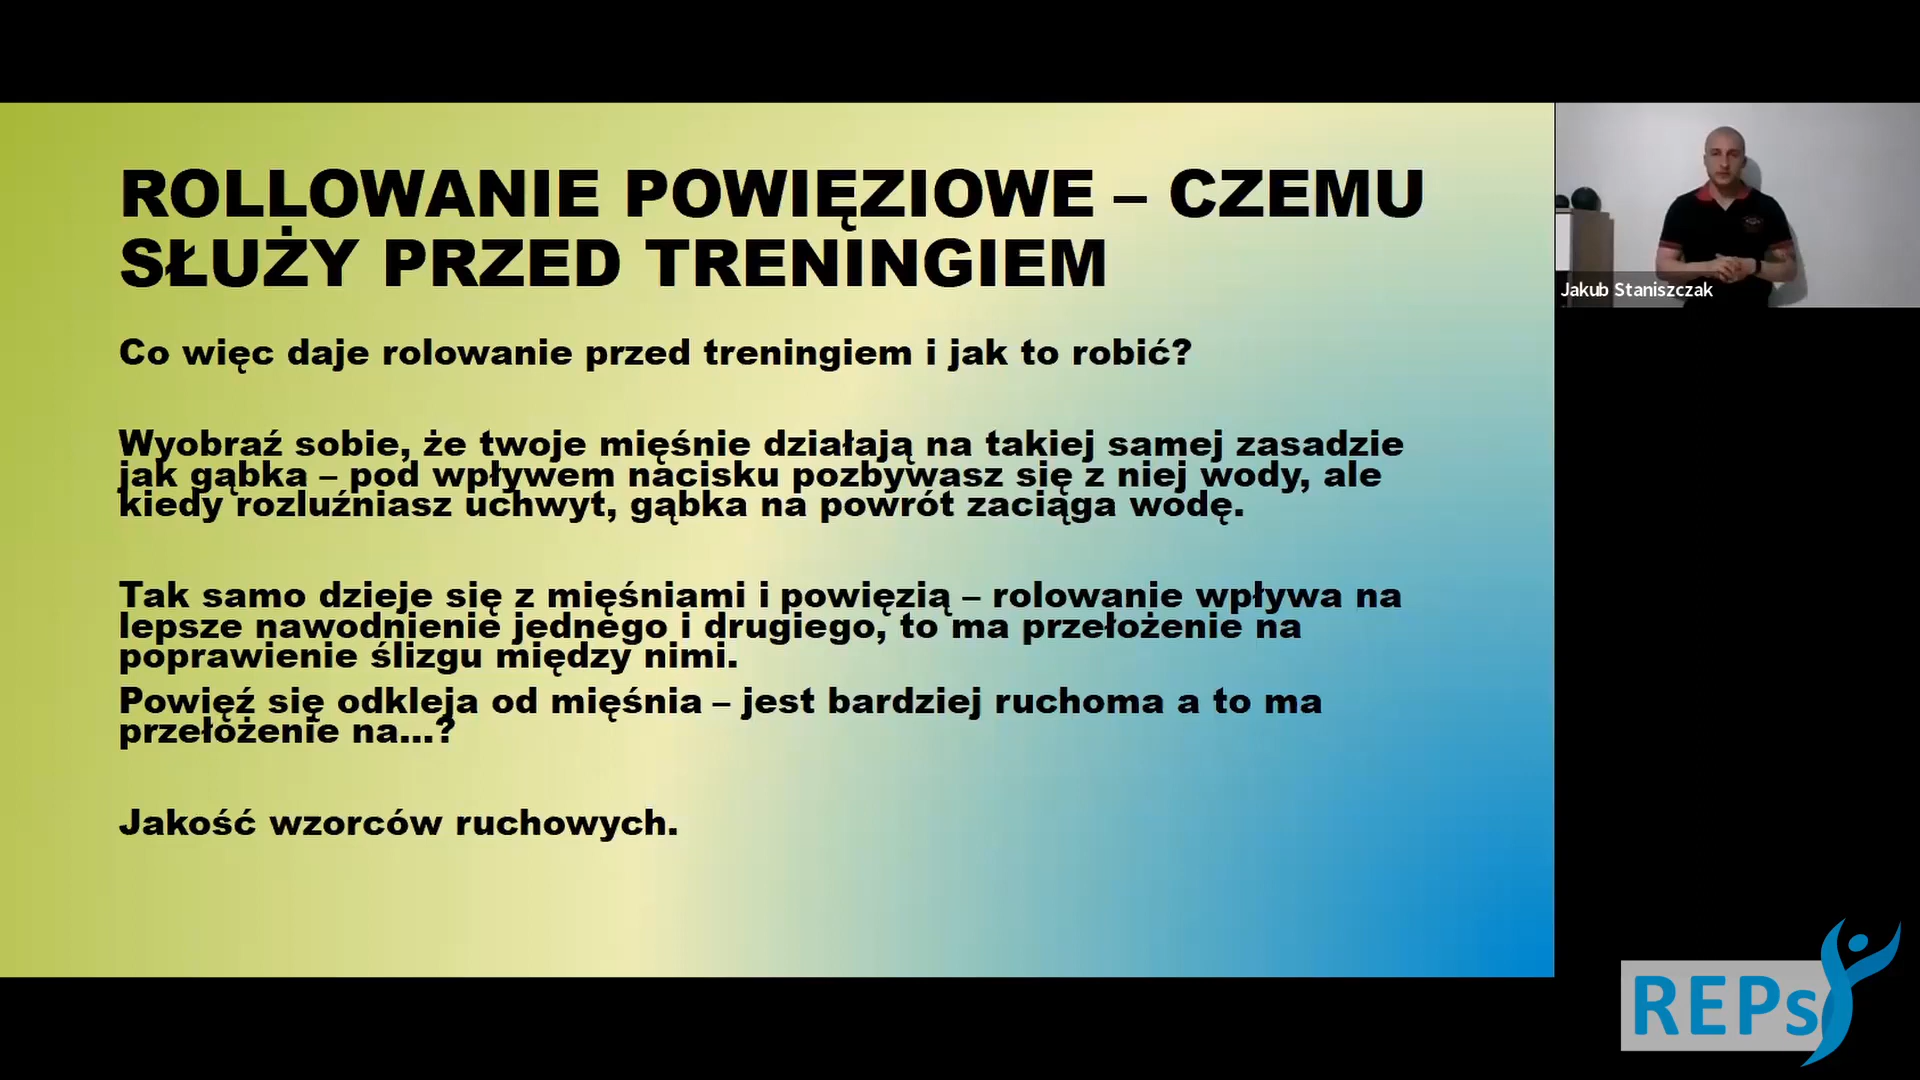 ROLLOWANIE POWIĘZIOWE – CZEMU
SŁUŻY PRZED TRENINGIEM
Co więc daje rolowanie przed treningiem i jak to robić?
Wyobraź sobie, że twoje mięśnie działają na takiej samej zasadzie
jak gąbka – pod wpływem nacisku pozbywasz się z niej wody, ale
kiedy rozluźniasz uchwyt, gąbka na powrót zaciąga wodę.
Tak samo dzieje się z mięśniami i powięzią – rolowanie wpływa na
lepsze nawodnienie jednego i drugiego, to ma przełożenie na
poprawienie ślizgu między nimi.
Powięź się odkleja od mięśnia – jest bardziej ruchoma a to ma
przełożenie na...?
Jakość wzorców ruchowych.
Jakub Staniszczak
REPs